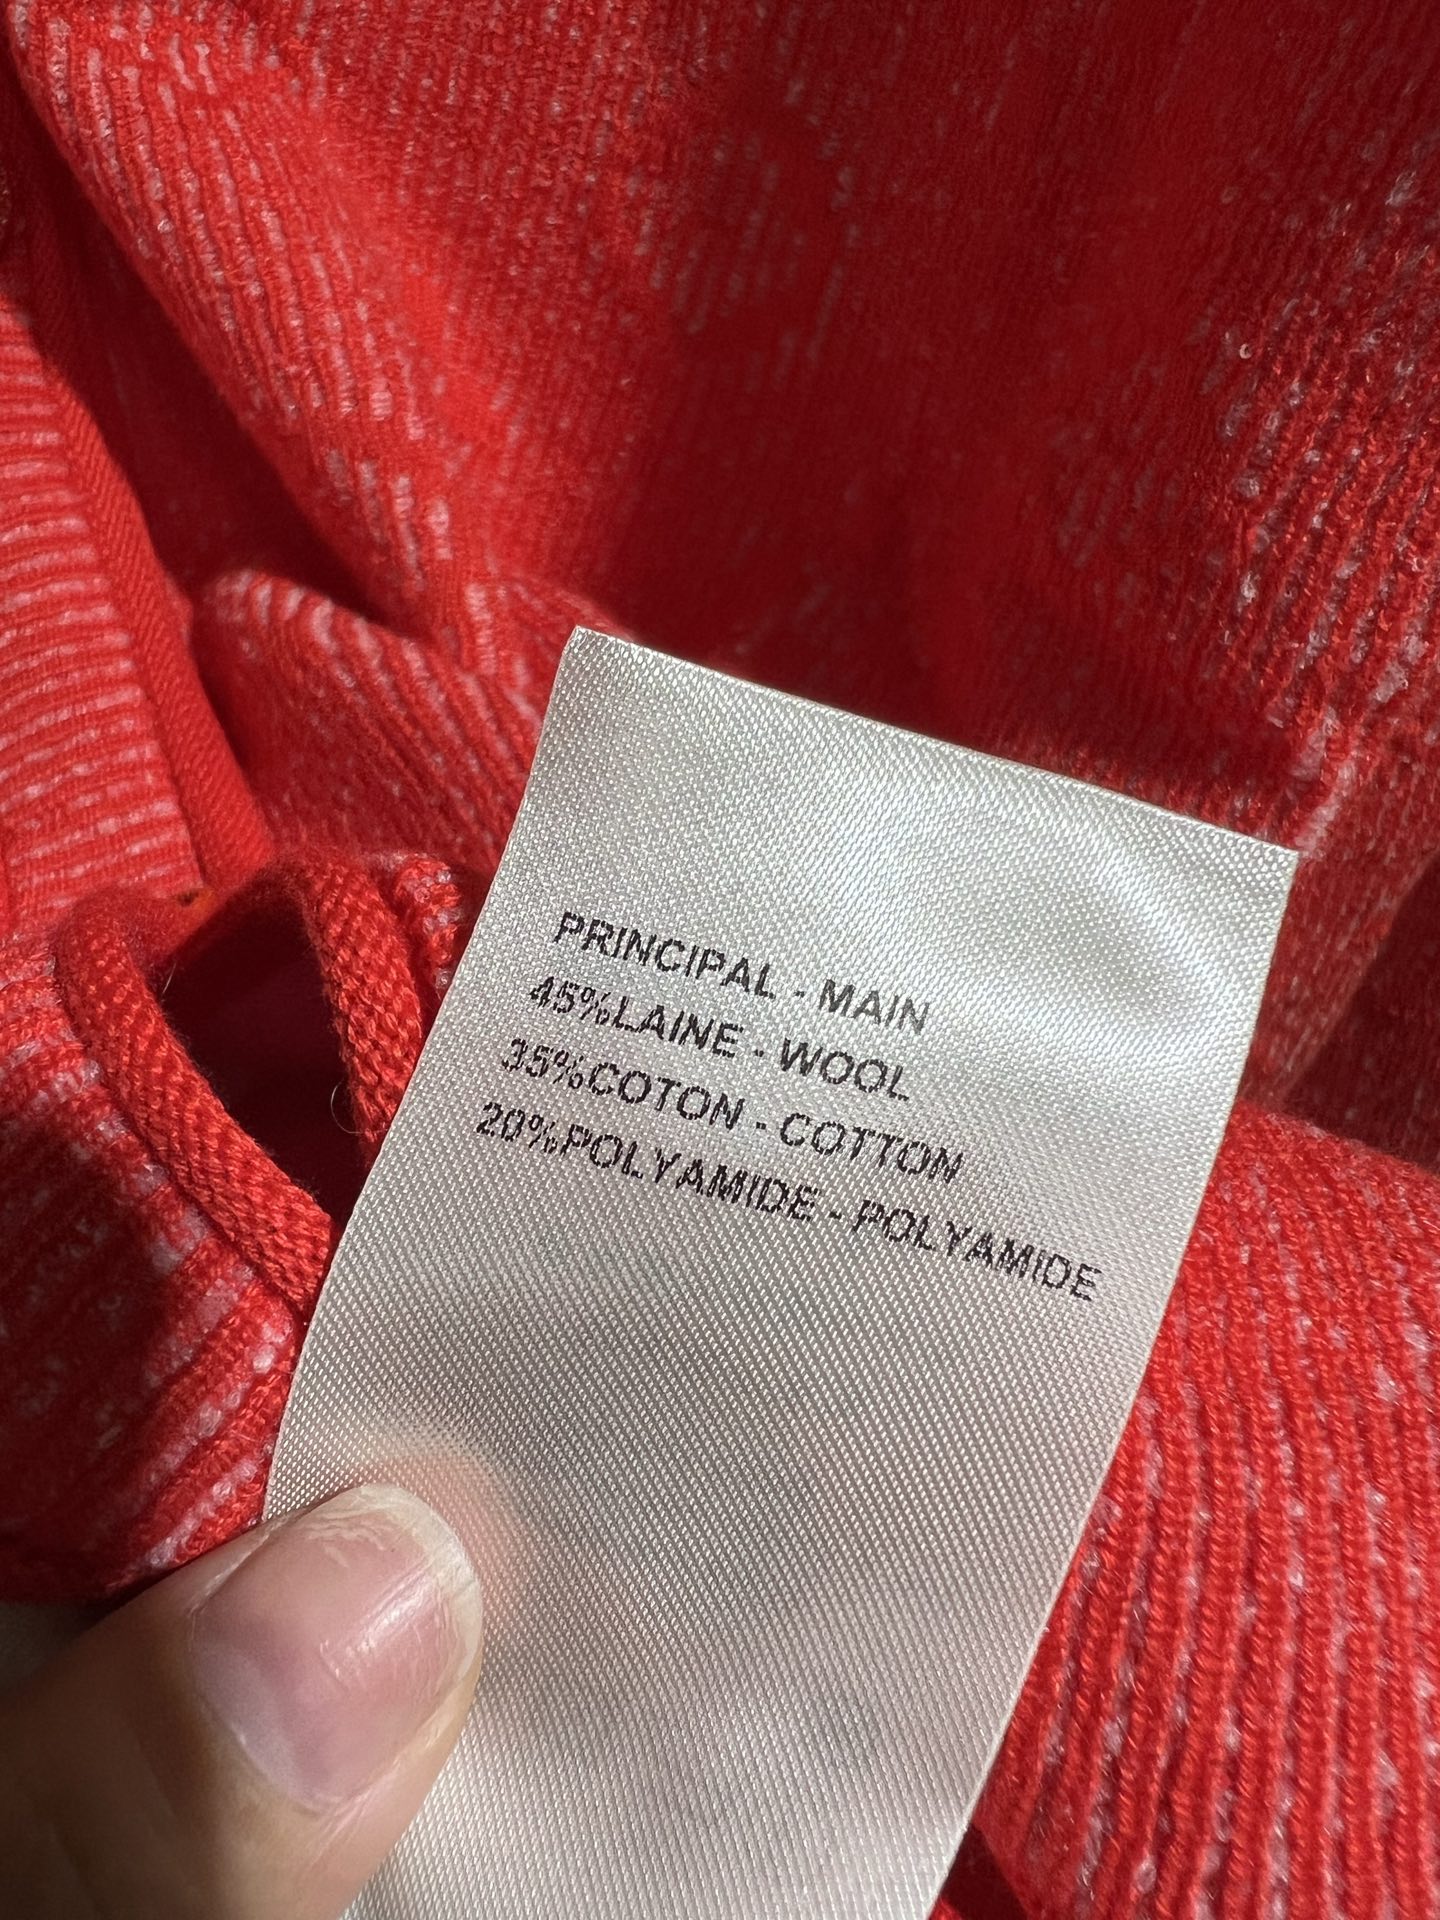 PRINCIPAL - MAIN
45%LAINE - WOOL
35%COTON - COTTON
20%POLYAMIDE - POLYAMIDE